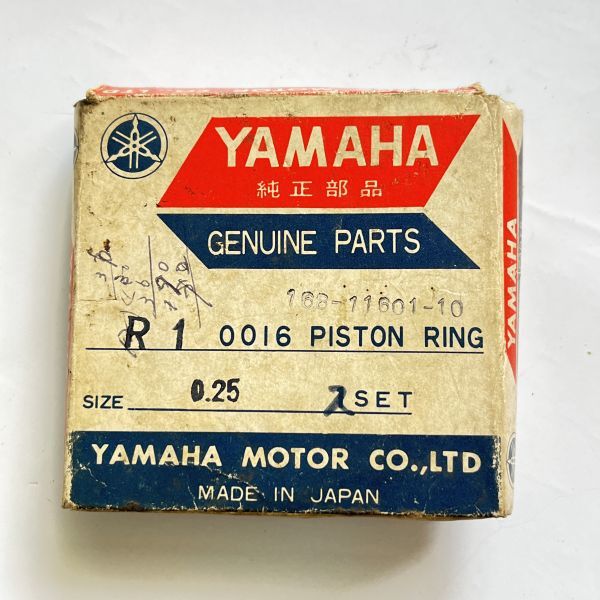 YAMAHA
純正部品
GENUINE PARTS
168-11601-10
R1 0016 PISTON RING
SIZE 0.25 2 SET
YAMAHA MOTOR CO.,LTD
MADE IN JAPAN
YAMAHA